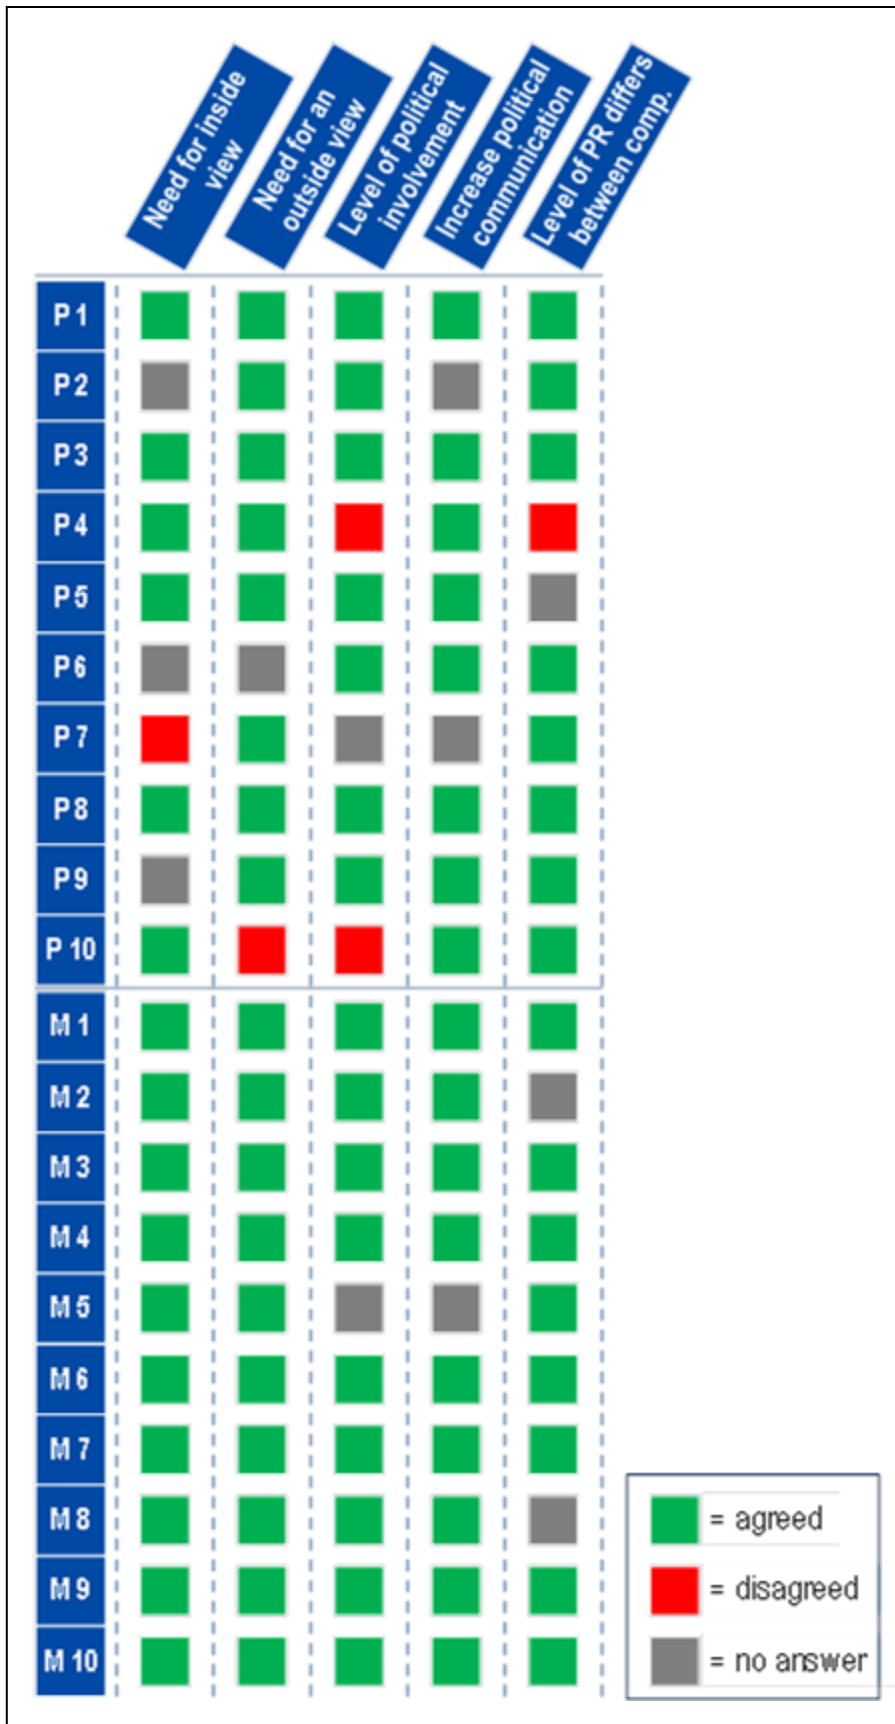 Need for inside
view
Need for an
outside view
Level of political
involvement
Increase political
communication
Level of PR differs
between comp.
P 1
P 2
P 3
P 4
P 5
P 6
P 7
P 8
P 9
P 10
M 1
M 2
M 3
M 4
M 5
M 6
M 7
M 8
M 9
M 10
= agreed
= disagreed
= no answer